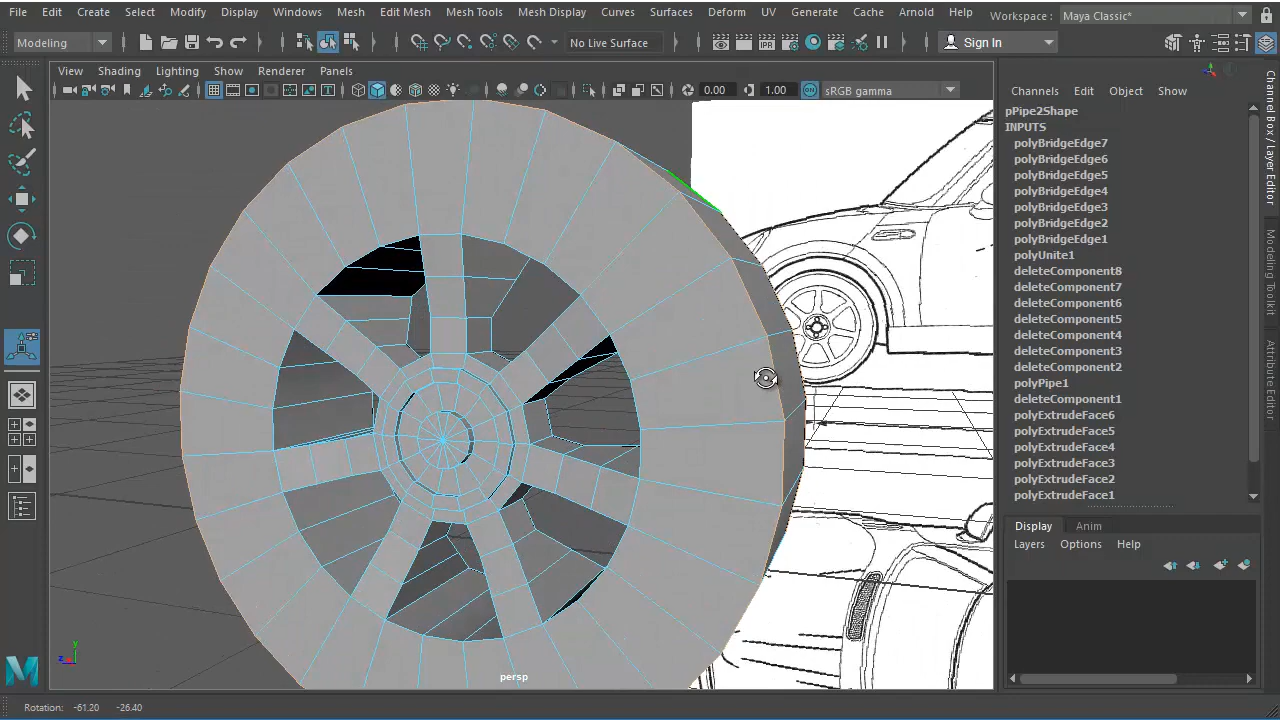 File Edit Create Select Modify Display Windows Mesh Edit Mesh Mesh Tools Mesh Display Curves Surfaces Deform UV Generate Cache Arnold Help Workspace: Maya Classic*
Modeling No Live Surface IPR Sign In
View Shading Lighting Show Renderer Panels
0.00 1.00 sRGB gamma
Channels Edit Object Show
pPipe2Shape
INPUTS
polyBridgeEdge7
polyBridgeEdge6
polyBridgeEdge5
polyBridgeEdge4
polyBridgeEdge3
polyBridgeEdge2
polyBridgeEdge1
polyUnite1
deleteComponent8
deleteComponent7
deleteComponent6
deleteComponent5
deleteComponent4
deleteComponent3
deleteComponent2
polyPipe1
deleteComponent1
polyExtrudeFace6
polyExtrudeFace5
polyExtrudeFace4
polyExtrudeFace3
polyExtrudeFace2
polyExtrudeFace1
Display Anim
Layers Options Help
Channel Box / Layer Editor
Modeling Toolkit
Attribute Editor
y
z
persp
M
Rotation: -61.20 -26.40